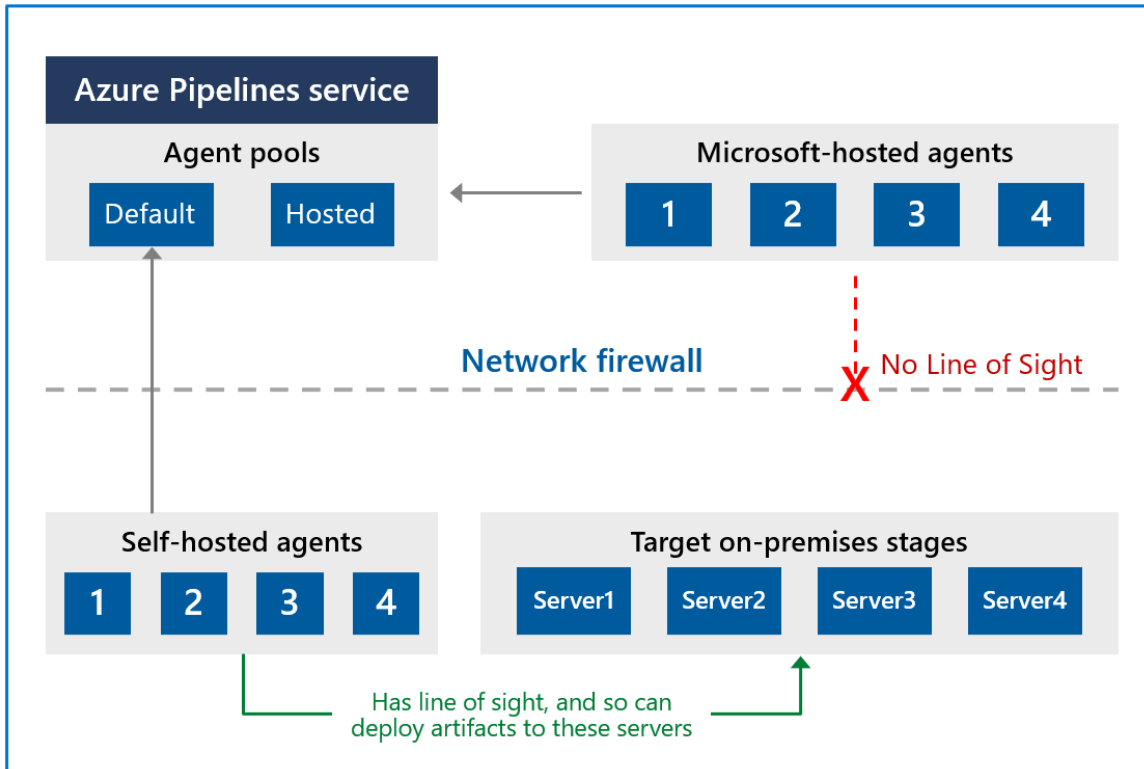 Azure Pipelines service
Agent pools
Default
Hosted
Microsoft-hosted agents
1
2
3
4
Network firewall
No Line of Sight
X
Self-hosted agents
1
2
3
4
Target on-premises stages
Server1
Server2
Server3
Server4
Has line of sight, and so can
deploy artifacts to these servers